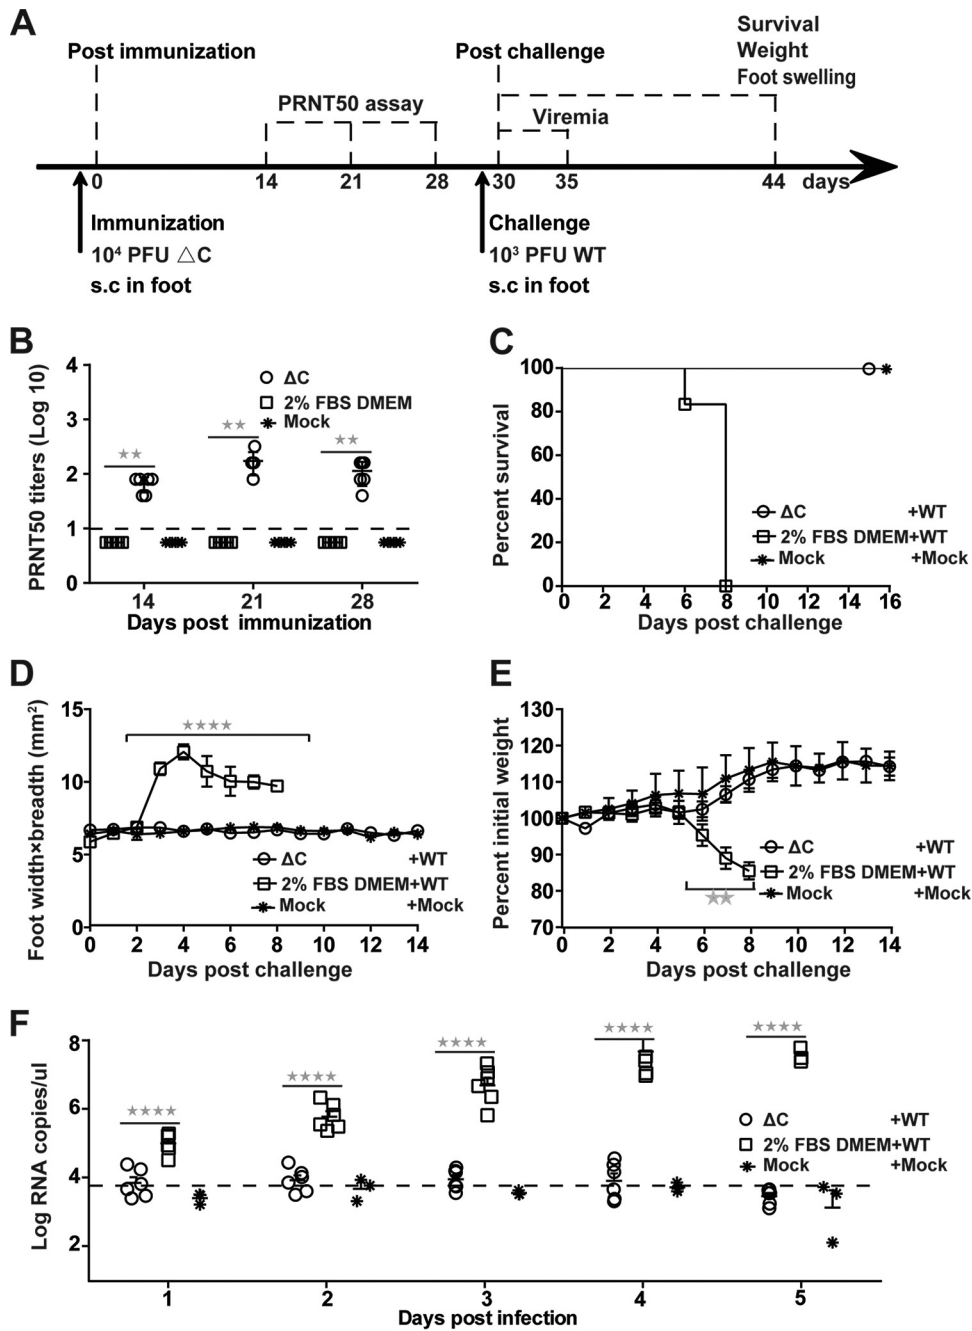 A
Post immunization
Post challenge
Survival
Weight
Foot swelling
PRNT50 assay
Viremia
0 14 21 28 30 35 44 days
Immunization
10⁴ PFU △C
s.c in foot
Challenge
10³ PFU WT
s.c in foot
B
PRNT50 titers (Log 10)
4
3
2
1
0
ΔC
2% FBS DMEM
Mock
★★
★★
★★
14 21 28
Days post immunization
C
Percent survival
100
80
60
40
20
0
ΔC +WT
2% FBS DMEM+WT
Mock +Mock
0 2 4 6 8 10 12 14 16
Days post challenge
D
Foot width×breadth (mm²)
15
10
5
0
★★★★
ΔC +WT
2% FBS DMEM+WT
Mock +Mock
0 2 4 6 8 10 12 14
Days post challenge
E
Percent initial weight
130
120
110
100
90
80
70
ΔC +WT
2% FBS DMEM+WT
Mock +Mock
★★
0 2 4 6 8 10 12 14
Days post challenge
F
Log RNA copies/ul
8
6
4
2
★★★★
★★★★
★★★★
★★★★
★★★★
ΔC +WT
2% FBS DMEM+WT
Mock +Mock
1 2 3 4 5
Days post infection